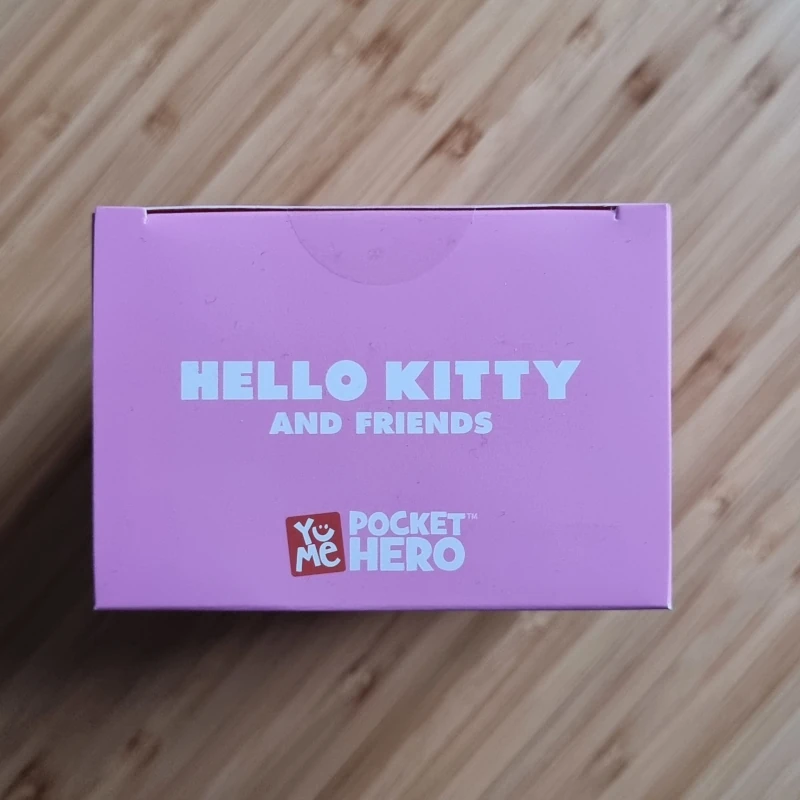 HELLO KITTY
AND FRIENDS
YuMe
POCKET™
HERO